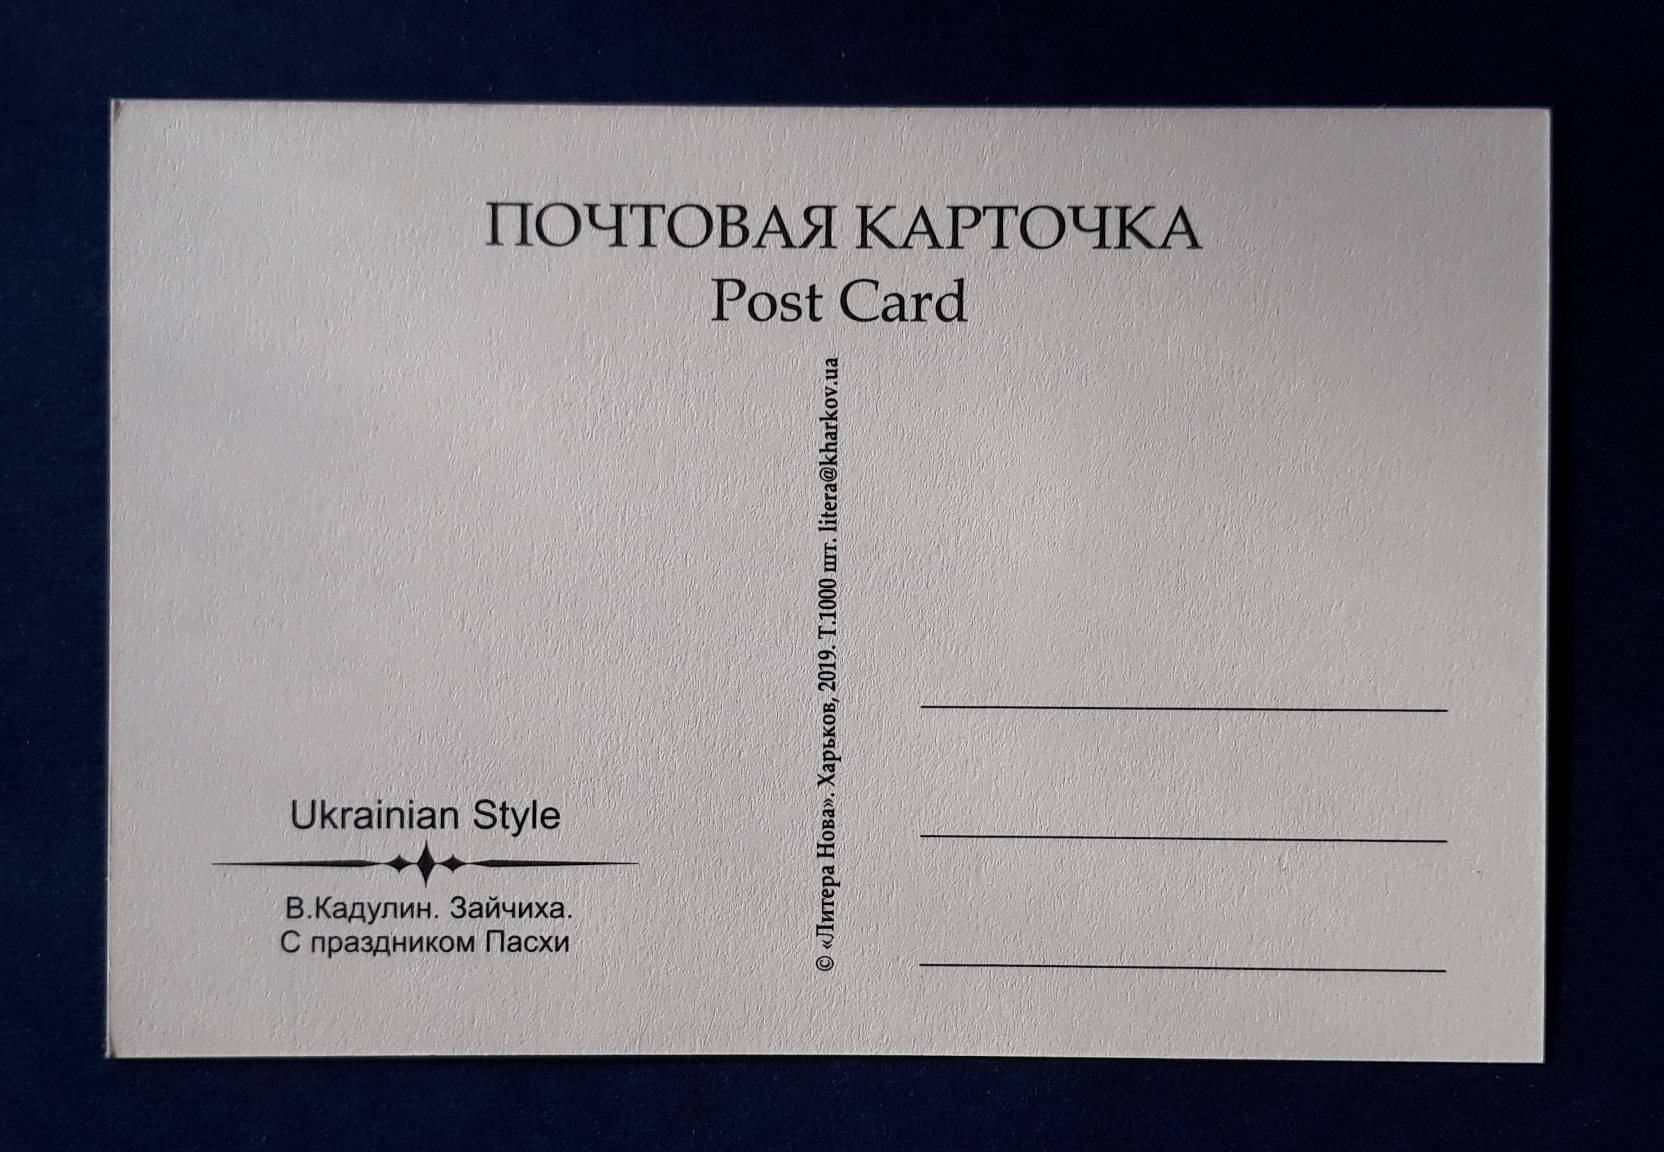 ПОЧТОВАЯ КАРТОЧКА
Post Card
© «Литера Нова». Харьков, 2019. Т.1000 шт. litera@kharkov.ua
Ukrainian Style
В.Кадулин. Зайчиха.
С праздником Пасхи